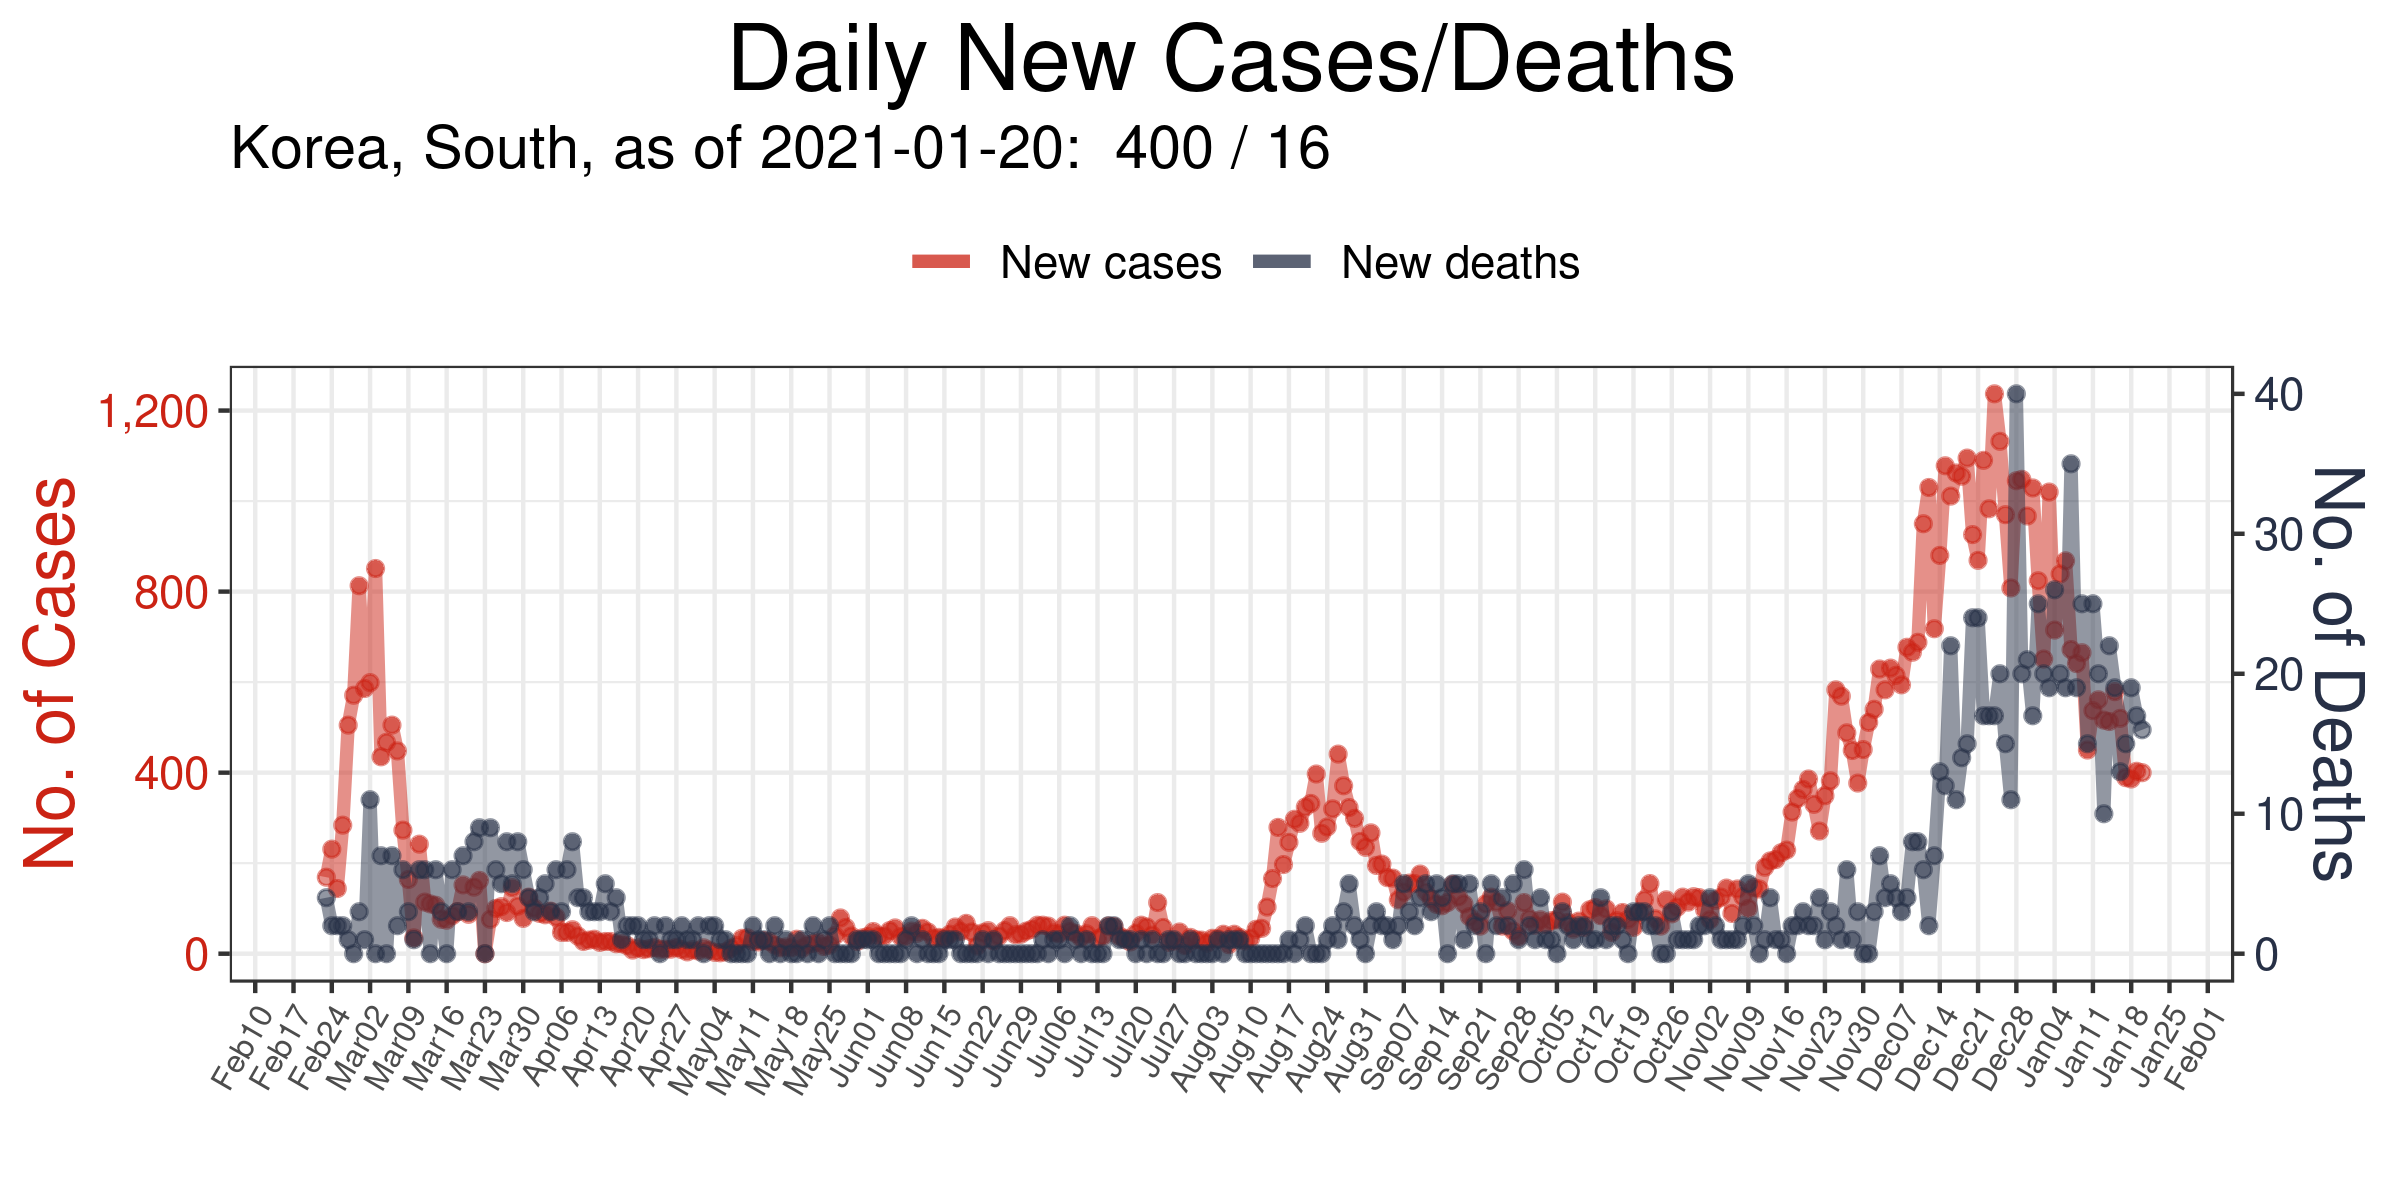 Daily New Cases/Deaths
Korea, South, as of 2021-01-20:  400 / 16
New cases New deaths
No. of Cases
1,200
800
400
0
40
30
20
10
0
No. of Deaths
Feb10 Feb17 Feb24 Mar02 Mar09 Mar16 Mar23 Mar30 Apr06 Apr13 Apr20 Apr27 May04 May11 May18 May25 Jun01 Jun08 Jun15 Jun22 Jun29 Jul06 Jul13 Jul20 Jul27 Aug03 Aug10 Aug17 Aug24 Aug31 Sep07 Sep14 Sep21 Sep28 Oct05 Oct12 Oct19 Oct26 Nov02 Nov09 Nov16 Nov23 Nov30 Dec07 Dec14 Dec21 Dec28 Jan04 Jan11 Jan18 Jan25 Feb01